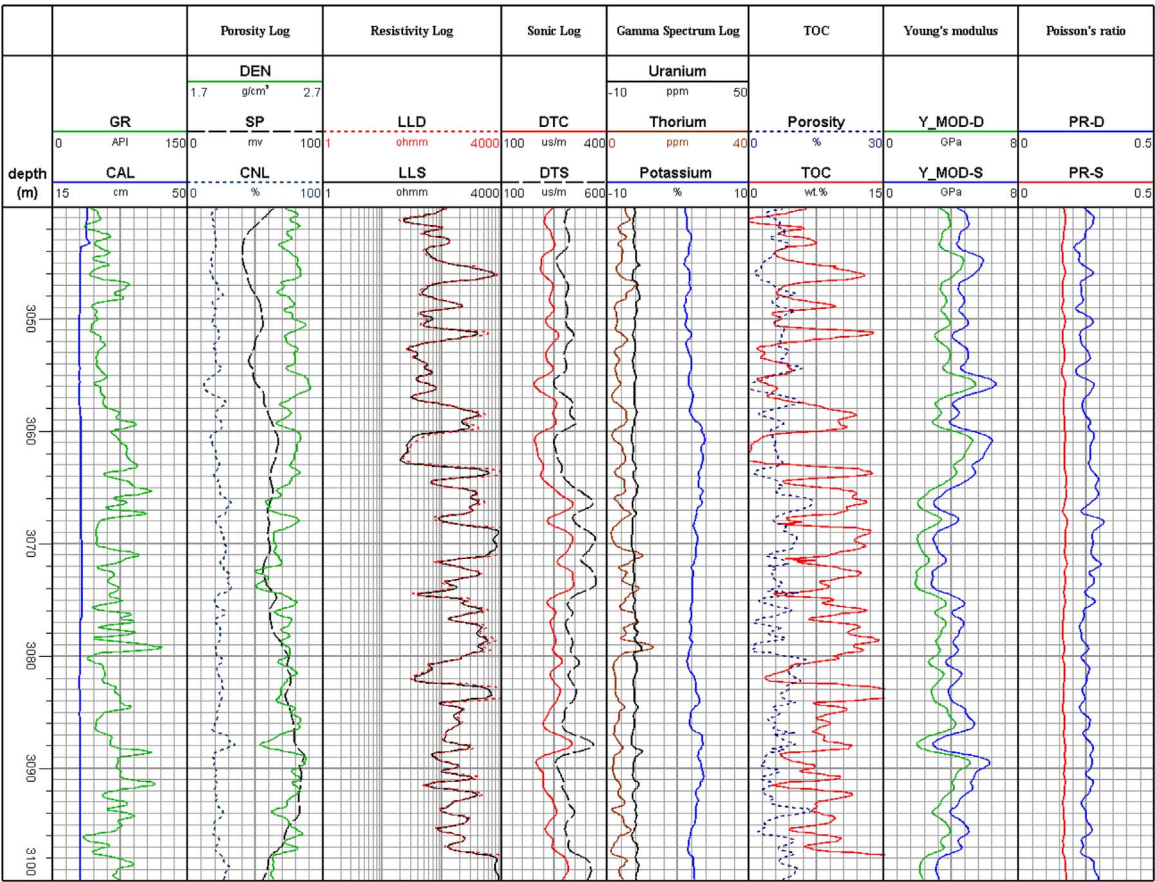 Porosity Log Resistivity Log Sonic Log Gamma Spectrum Log TOC Young's modulus Poisson's ratio
DEN Uranium
1.7 g/cm³ 2.7 -10 ppm 50
GR SP LLD DTC Thorium Porosity Y_MOD-D PR-D
0 API 150 0 mv 100 1 ohmm 4000 100 us/m 400 0 ppm 40 0 % 30 0 GPa 8 0 0.5
depth CAL CNL LLS DTS Potassium TOC Y_MOD-S PR-S
(m) 15 cm 50 0 % 100 1 ohmm 4000 100 us/m 600 -10 % 10 0 wt.% 15 0 GPa 8 0 0.5
3050
3060
3070
3080
3090
3100